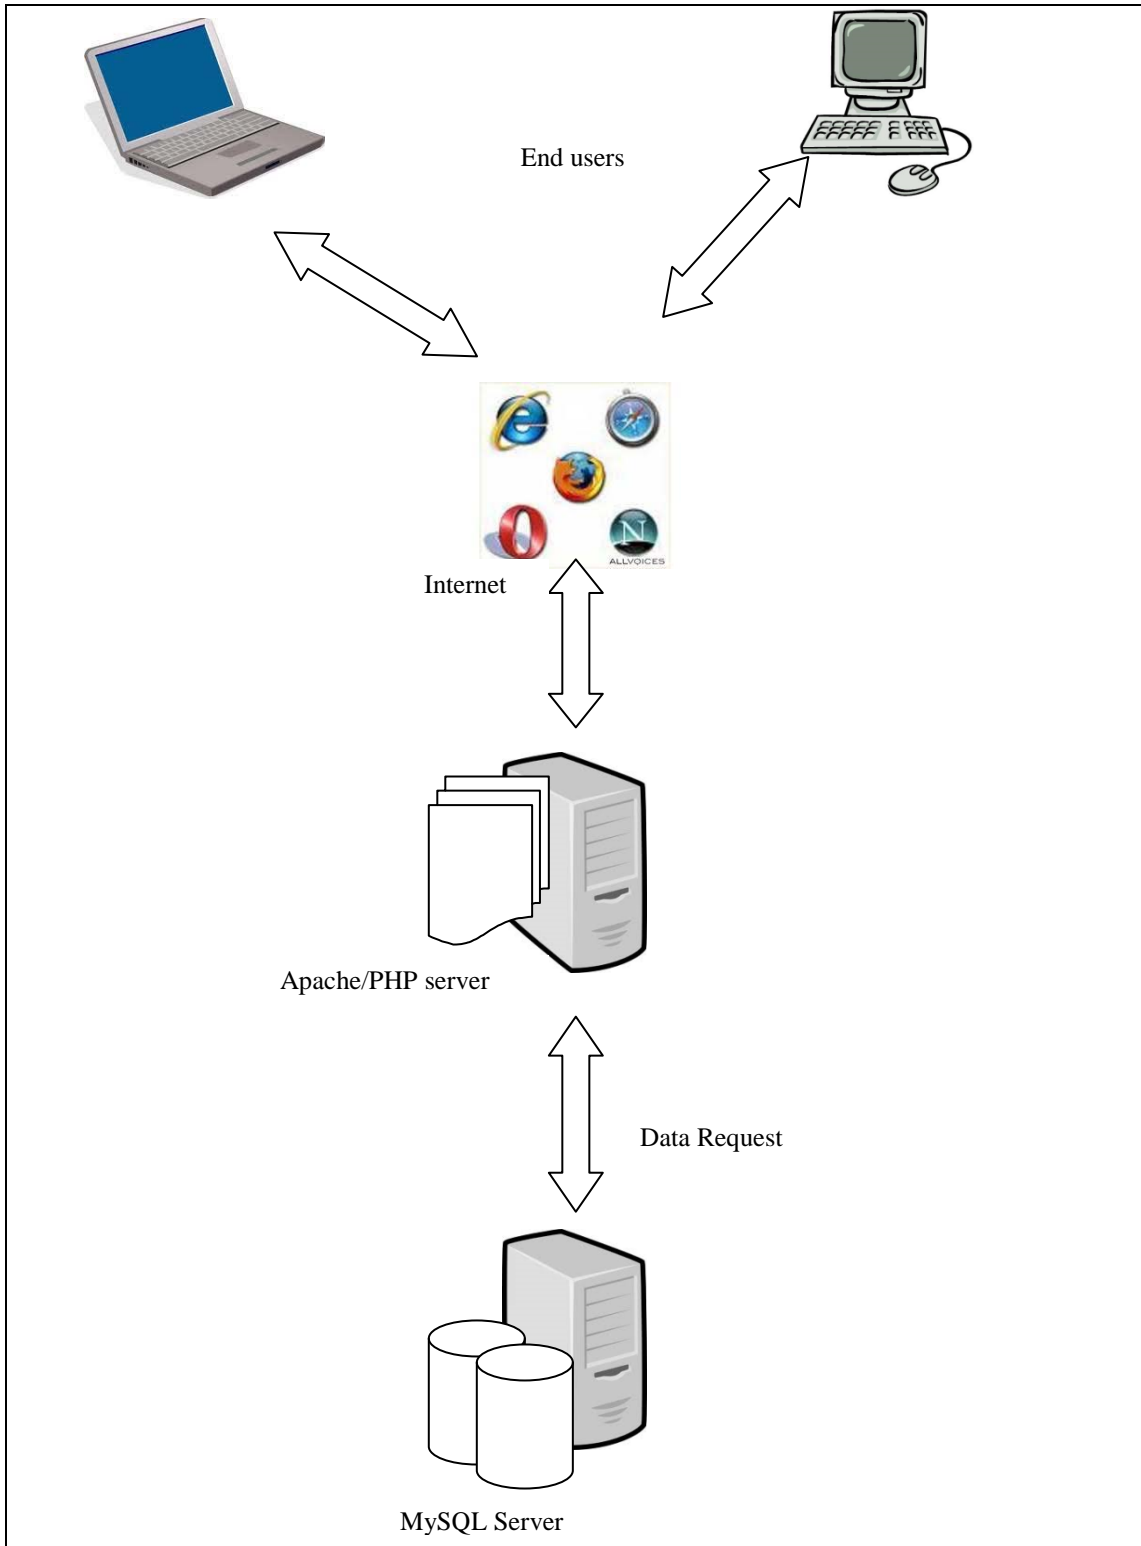 End users
N
ALLVOICES
Internet
Apache/PHP server
Data Request
MySQL Server